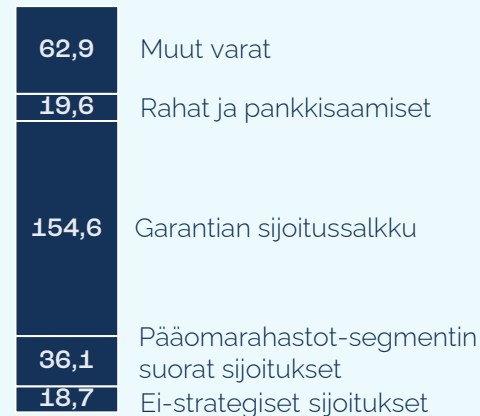 62,9 Muut varat
19,6 Rahat ja pankkisaamiset
154,6 Garantian sijoitussalkku
36,1 Pääomarahastot-segmentin
suorat sijoitukset
18,7 Ei-strategiset sijoitukset